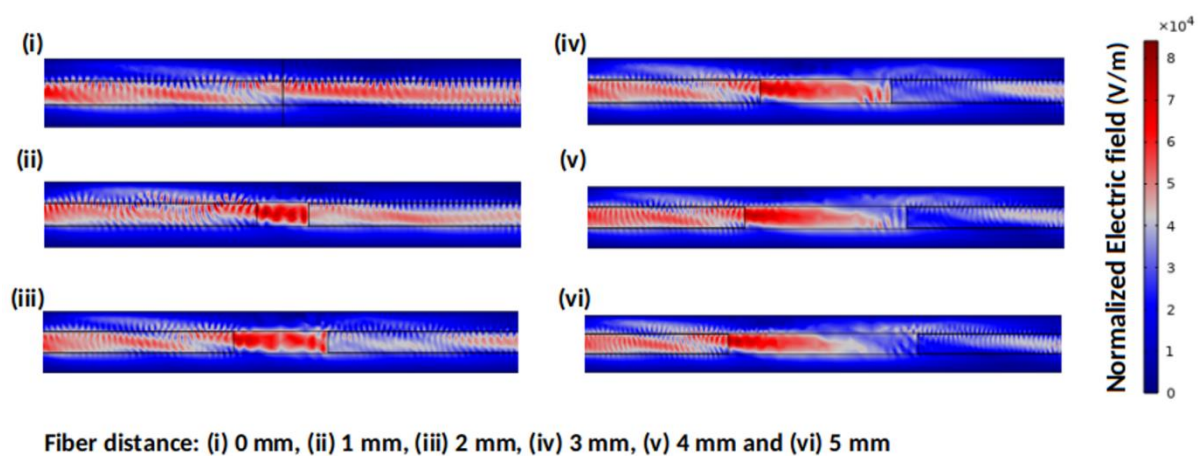 (i)
(ii)
(iii)
(iv)
(v)
(vi)
×10⁴
8
7
6
5
4
3
2
1
0
Normalized Electric field (V/m)
Fiber distance: (i) 0 mm, (ii) 1 mm, (iii) 2 mm, (iv) 3 mm, (v) 4 mm and (vi) 5 mm